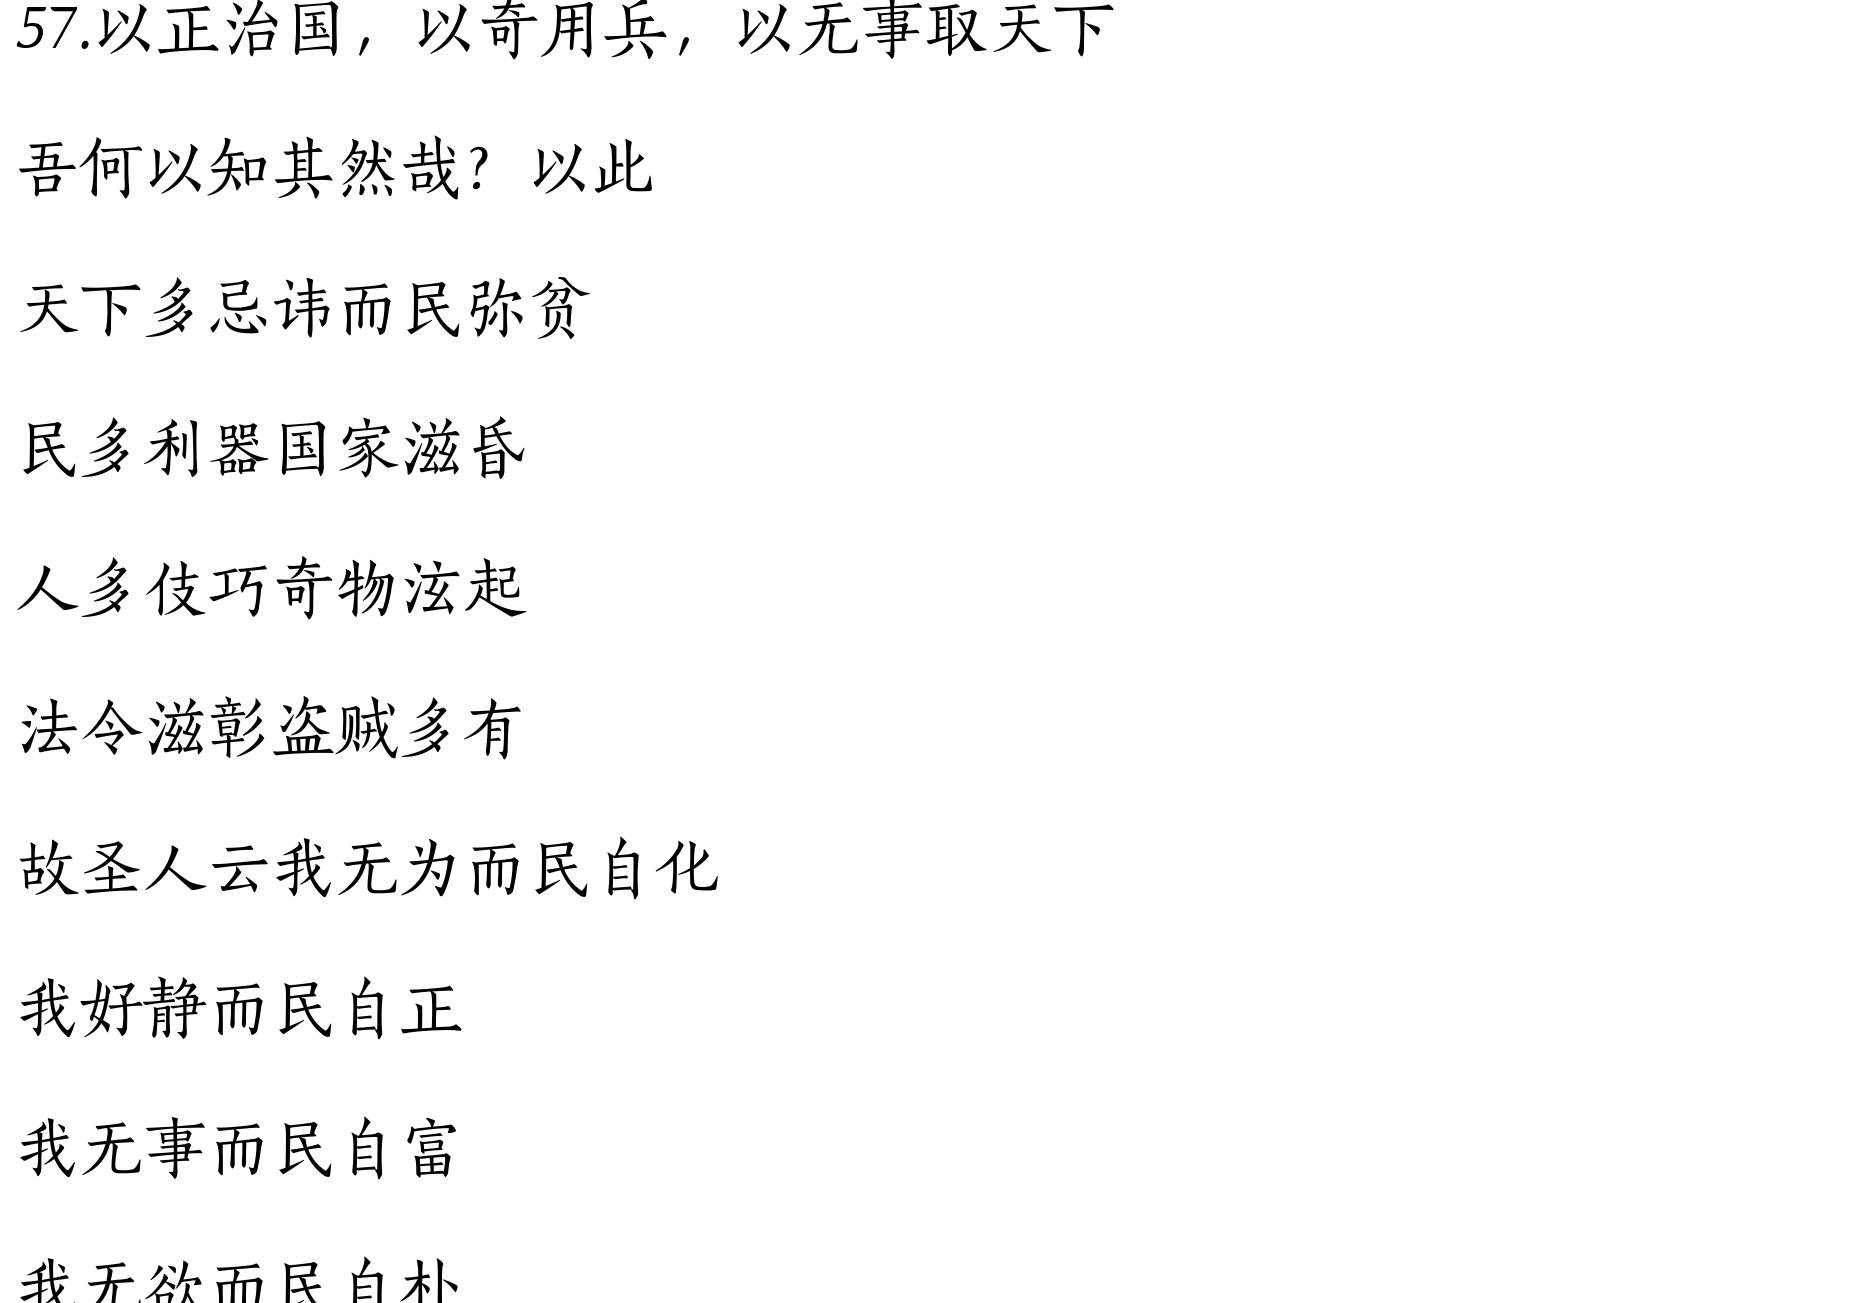 57.以正治国，以奇用兵，以无事取天下
吾何以知其然哉？以此
天下多忌讳而民弥贫
民多利器国家滋昏
人多伎巧奇物泫起
法令滋彰盗贼多有
故圣人云我无为而民自化
我好静而民自正
我无事而民自富
我无欲而民自朴